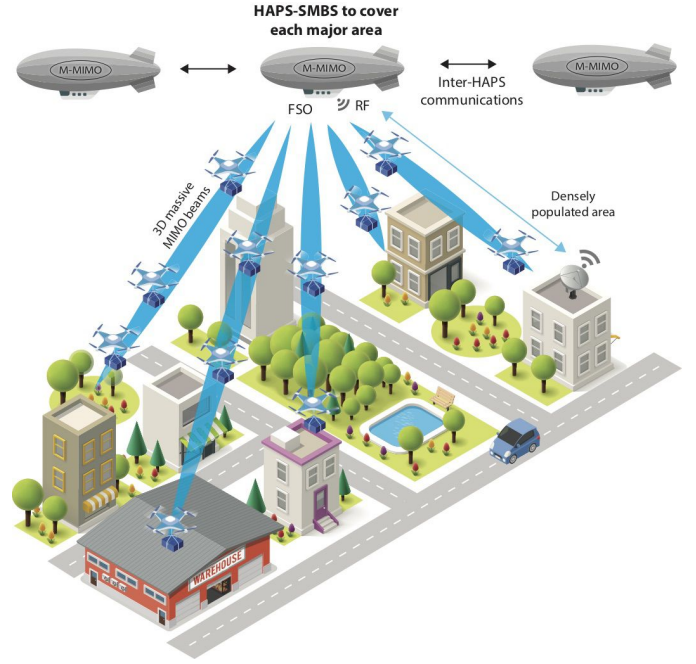 HAPS-SMBS to cover
each major area
M-MIMO
M-MIMO
M-MIMO
Inter-HAPS
communications
FSO
RF
3D massive
MIMO beams
Densely
populated area
WAREHOUSE